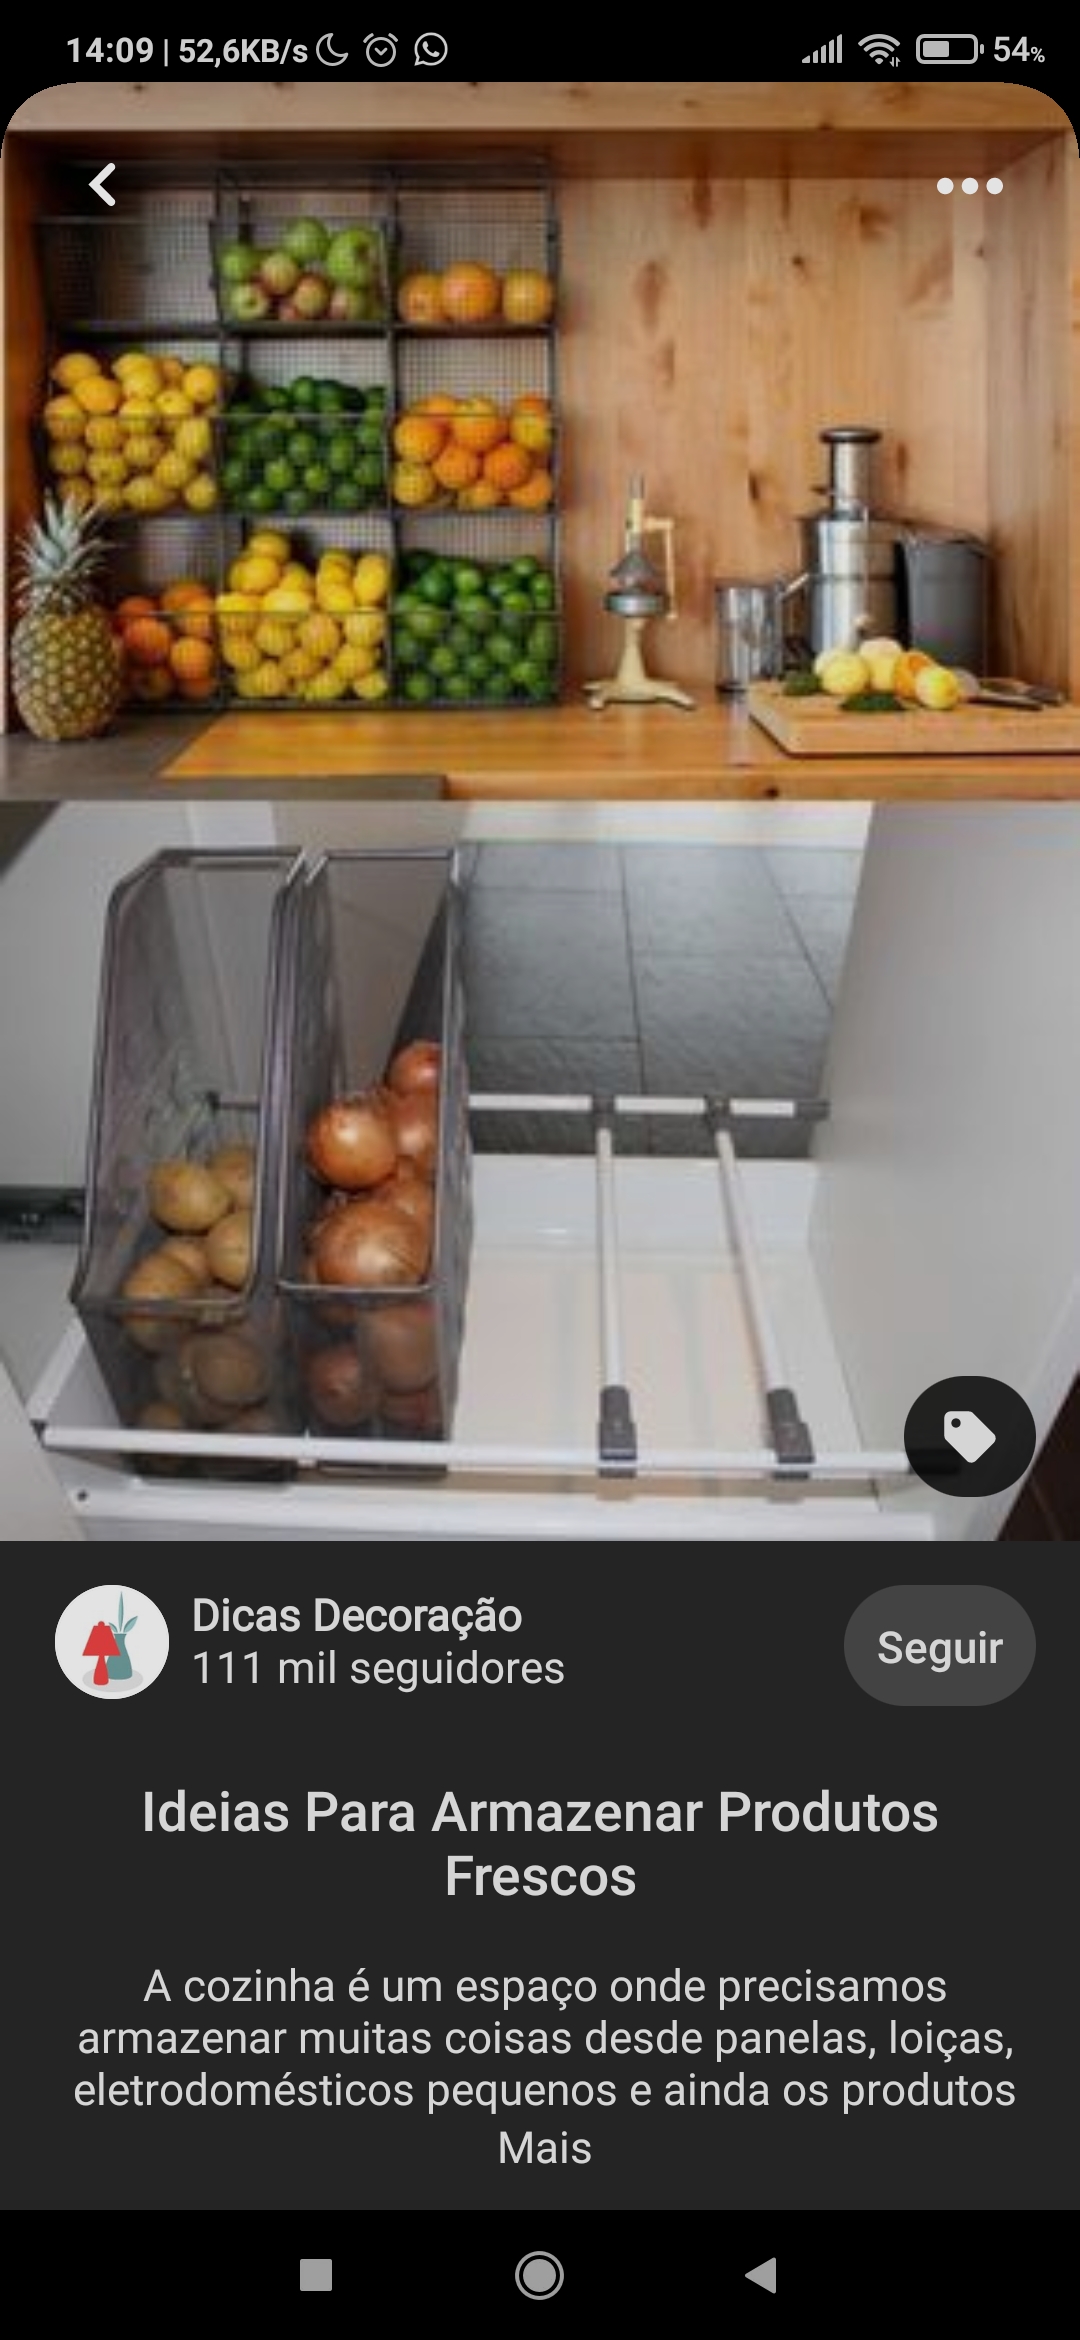 14:09 | 52,6KB/s
54%
Dicas Decoração
111 mil seguidores
Seguir
Ideias Para Armazenar Produtos
Frescos
A cozinha é um espaço onde precisamos
armazenar muitas coisas desde panelas, loiças,
eletrodomésticos pequenos e ainda os produtos
Mais